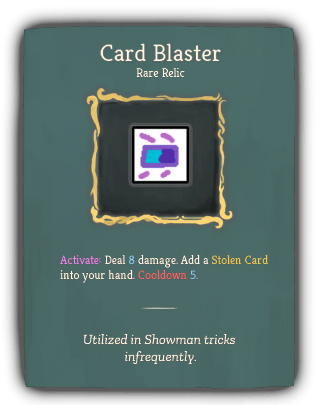 Card Blaster
Rare Relic
Activate: Deal 8 damage. Add a Stolen Card
into your hand. Cooldown 5.
Utilized in Showman tricks
infrequently.